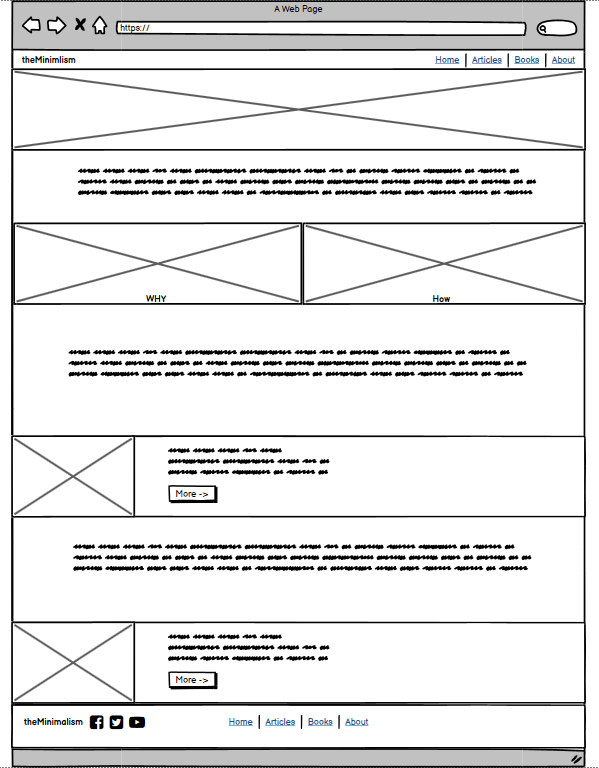 A Web Page
https://
theMinimlism Home Articles Books About
WHY How
More ->
More ->
theMinimalism Home Articles Books About